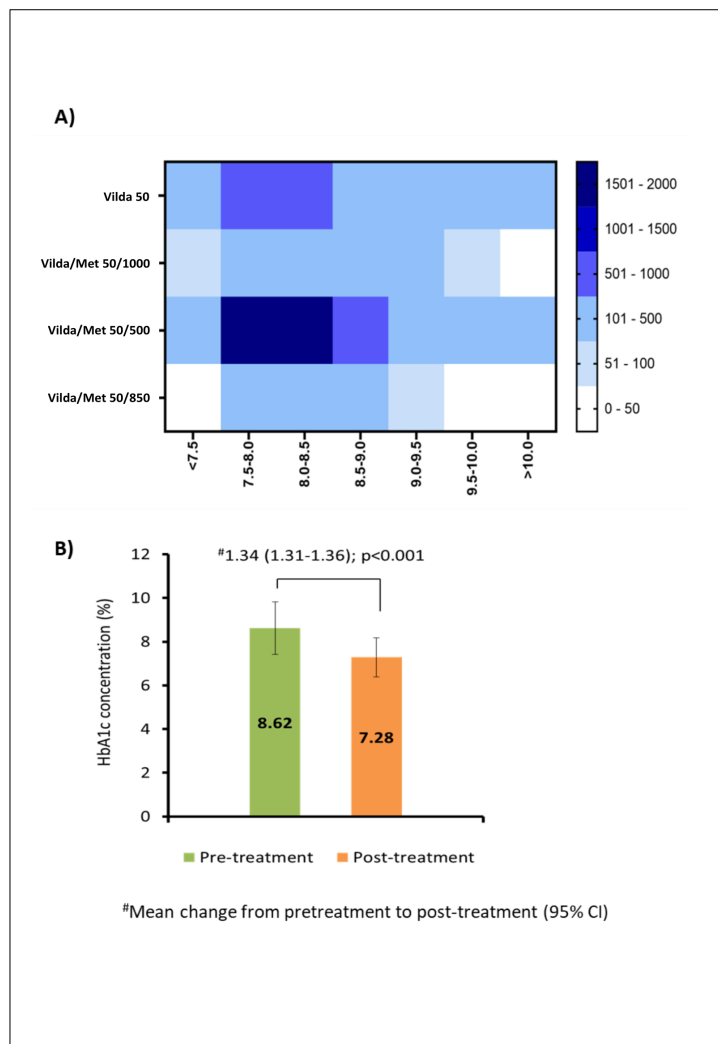 A)
Vilda 50
Vilda/Met 50/1000
Vilda/Met 50/500
Vilda/Met 50/850
<7.5
7.5-8.0
8.0-8.5
8.5-9.0
9.0-9.5
9.5-10.0
>10.0
1501 - 2000
1001 - 1500
501 - 1000
101 - 500
51 - 100
0 - 50
B)
#1.34 (1.31-1.36); p<0.001
HbA1c concentration (%)
12
10
8
6
4
2
0
8.62
7.28
Pre-treatment
Post-treatment
#Mean change from pretreatment to post-treatment (95% CI)